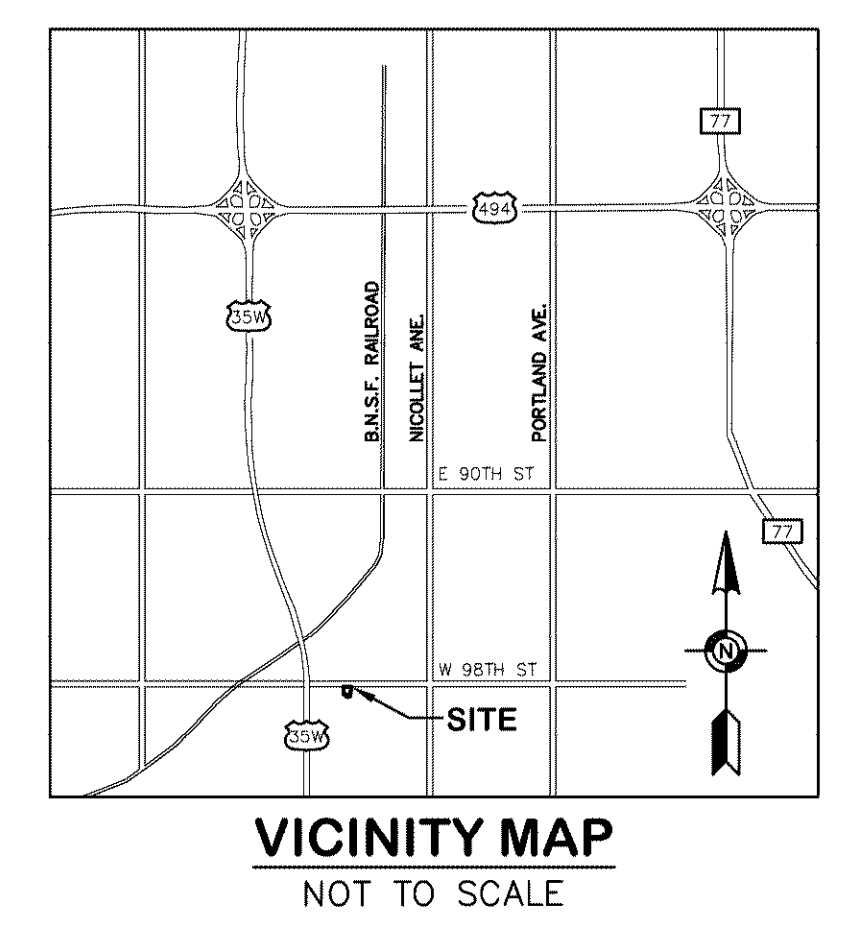 77
494
35W
B.N.S.F. RAILROAD
NICOLLET ANE.
PORTLAND AVE.
E 90TH ST
77
N
W 98TH ST
SITE
35W
VICINITY MAP
NOT TO SCALE